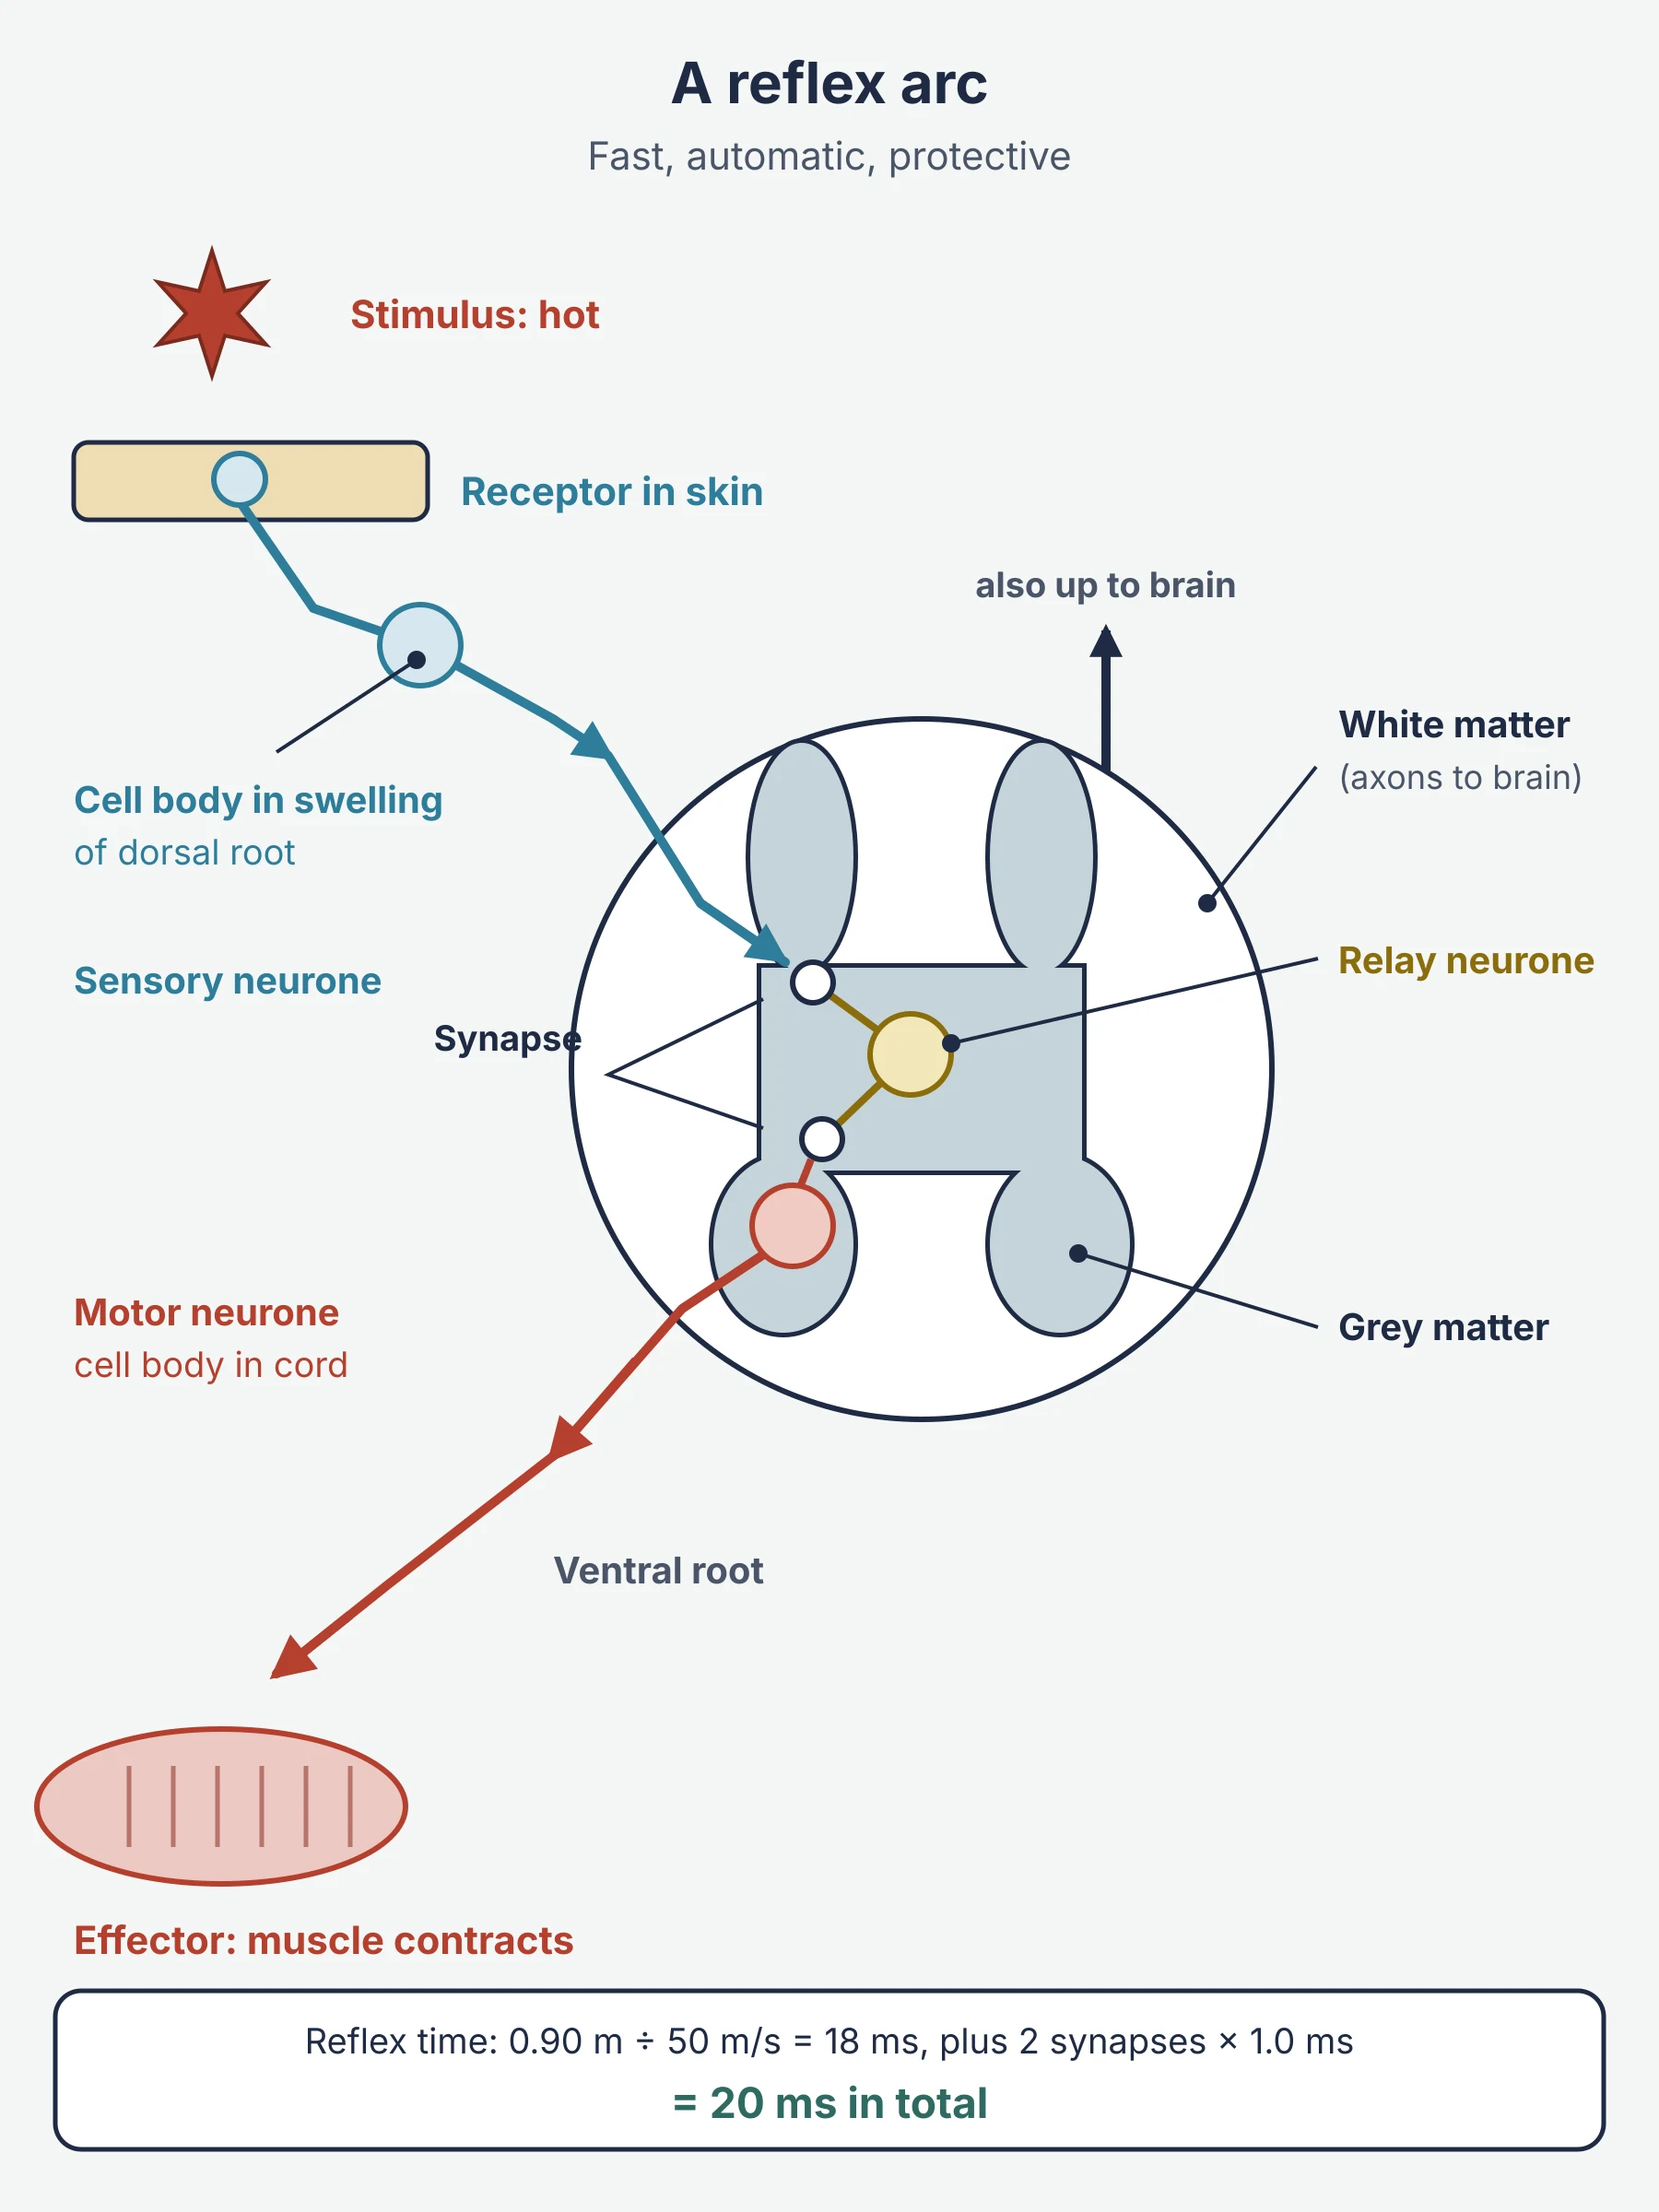 A reflex arc
Fast, automatic, protective
Stimulus: hot
Receptor in skin
also up to brain
White matter
(axons to brain)
Cell body in swelling
of dorsal root
Relay neurone
Sensory neurone
Synapse
Motor neurone
cell body in cord
Grey matter
Ventral root
Effector: muscle contracts
Reflex time: 0.90 m ÷ 50 m/s = 18 ms, plus 2 synapses × 1.0 ms
= 20 ms in total